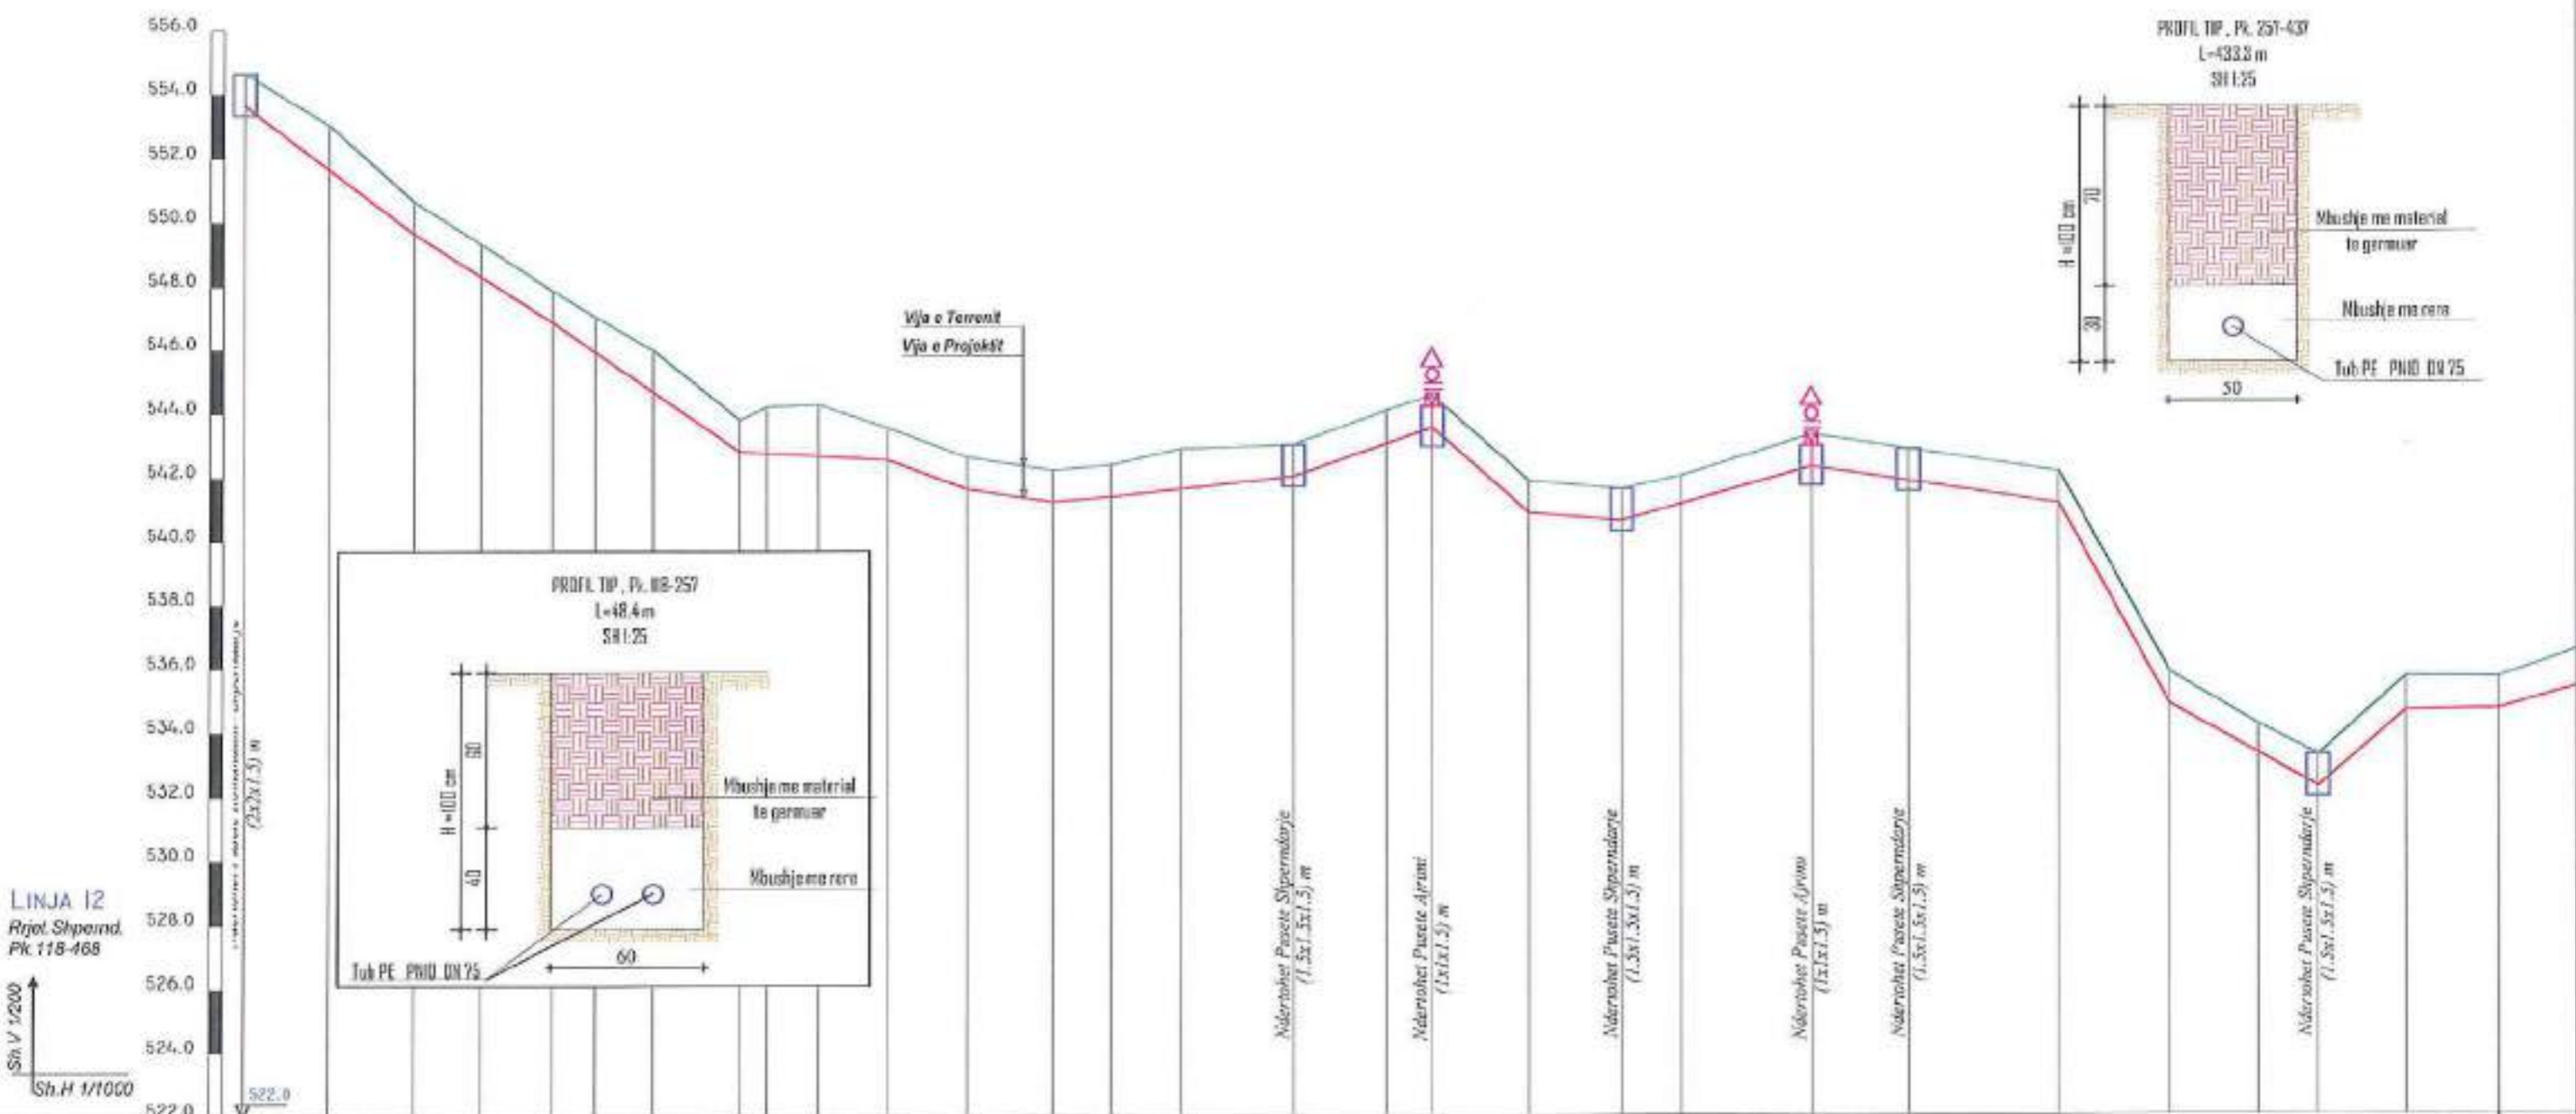 556.0
554.0
552.0
550.0
548.0
546.0
544.0
542.0
540.0
538.0
536.0
534.0
532.0
530.0
528.0
526.0
524.0
522.0
522.0
LINJA 12
Rrjet. Shpernd.
Pk. 118-468
Sh.V 1/200
Sh.H 1/1000
(2x2x1.5) m
PROFIL TIP, Pk. 118-257
L=48.4 m
SH 1:25
H =100 cm
60
40
60
Mbushje me material
te germuar
Mbushje me rere
Tub PE PN10 DN 75
Vija e Terrenit
Vija e Projektit
Ndertohet Pusete Shperndarje
(1.5x1.5x1.5) m
Ndertohet Pusete Ajrimi
(1x1x1.5) m
Ndertohet Pusete Shperndarje
(1.5x1.5x1.5) m
Ndertohet Pusete Ajrimi
(1x1x1.5) m
Ndertohet Pusete Shperndarje
(1.5x1.5x1.5) m
Ndertohet Pusete Shperndarje
(1.5x1.5x1.5) m
PROFIL TIP, Pk. 257-437
L=433.3 m
SH 1:25
H =100 cm
70
30
50
Mbushje me material
te germuar
Mbushje me rere
Tub PE PN10 DN 75